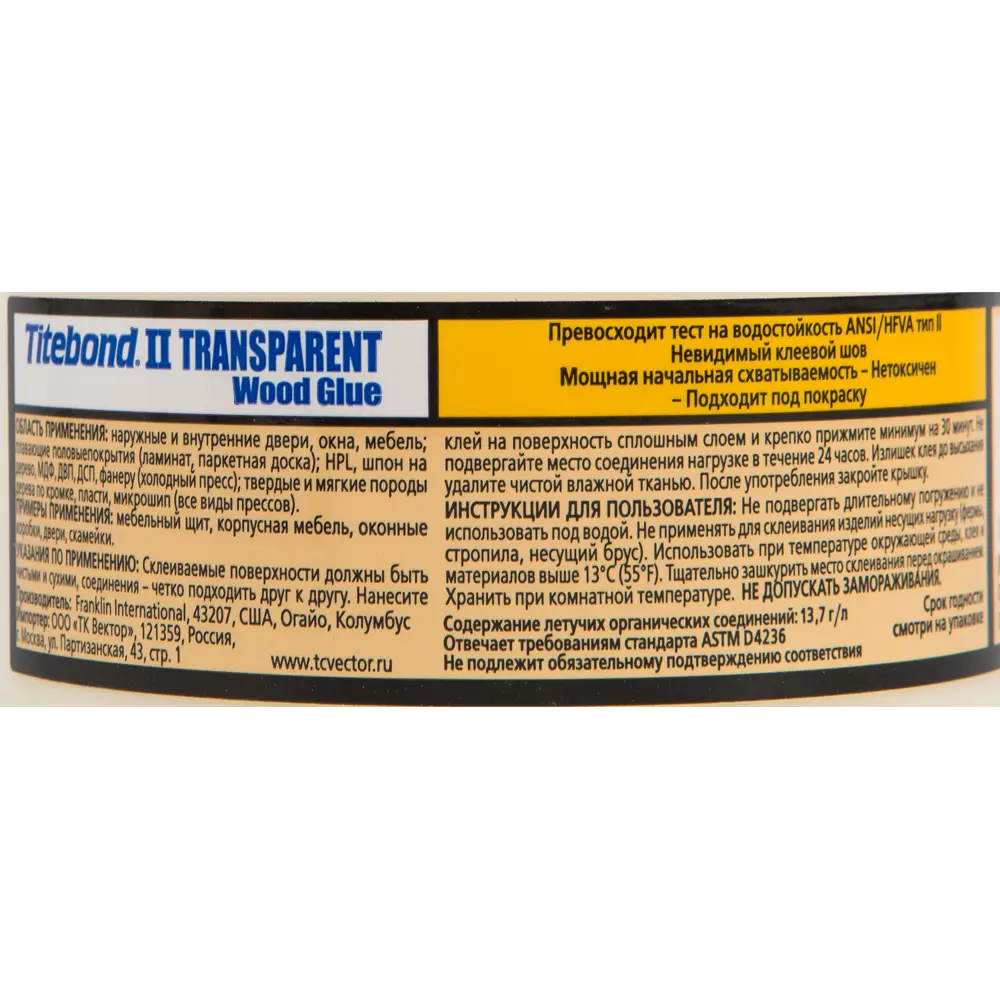 Titebond® II TRANSPARENT
Wood Glue
ОБЛАСТЬ ПРИМЕНЕНИЯ: наружные и внутренние двери, окна, мебель;
плавающие половыепокрытия (ламинат, паркетная доска); HPL, шпон на
дерево, МДФ, ДВП, ДСП, фанеру (холодный пресс); твердые и мягкие породы
дерева по кромке, пласти, микрошип (все виды прессов).
ПРИМЕРЫ ПРИМЕНЕНИЯ: мебельный щит, корпусная мебель, оконные
коробки, двери, скамейки.
УКАЗАНИЯ ПО ПРИМЕНЕНИЮ: Склеиваемые поверхности должны быть
чистыми и сухими, соединения – четко подходить друг к другу. Нанесите
Производитель: Franklin International, 43207, США, Огайо, Колумбус
Импортер: ООО «ТК Вектор», 121359, Россия,
г. Москва, ул. Партизанская, 43, стр. 1
www.tcvector.ru
Превосходит тест на водостойкость ANSI/HFVA тип II
Невидимый клеевой шов
Мощная начальная схватываемость – Нетоксичен
– Подходит под покраску
клей на поверхность сплошным слоем и крепко прижмите минимум на 30 минут. Не
подвергайте место соединения нагрузке в течение 24 часов. Излишек клея до высыхания
удалите чистой влажной тканью. После употребления закройте крышку.
ИНСТРУКЦИИ ДЛЯ ПОЛЬЗОВАТЕЛЯ: Не подвергать длительному погружению и не
использовать под водой. Не применять для склеивания изделий несущих нагрузку (фермы,
стропила, несущий брус). Использовать при температуре окружающей среды, клея и
материалов выше 13°C (55°F). Тщательно зашкурить место склеивания перед окрашиванием.
Хранить при комнатной температуре. НЕ ДОПУСКАТЬ ЗАМОРАЖИВАНИЯ.
Содержание летучих органических соединений: 13,7 г/л
Отвечает требованиям стандарта ASTM D4236
Не подлежит обязательному подтверждению соответствия
Срок годности
смотри на упаковке